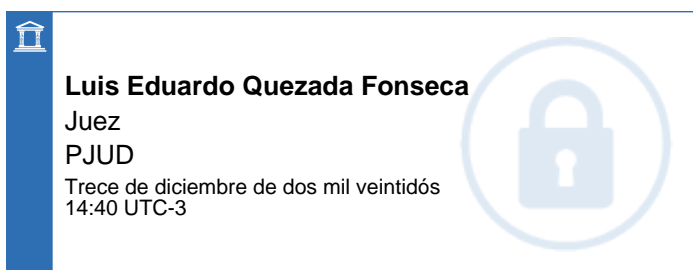 Luis Eduardo Quezada Fonseca
Juez
PJUD
Trece de diciembre de dos mil veintidós
14:40 UTC-3